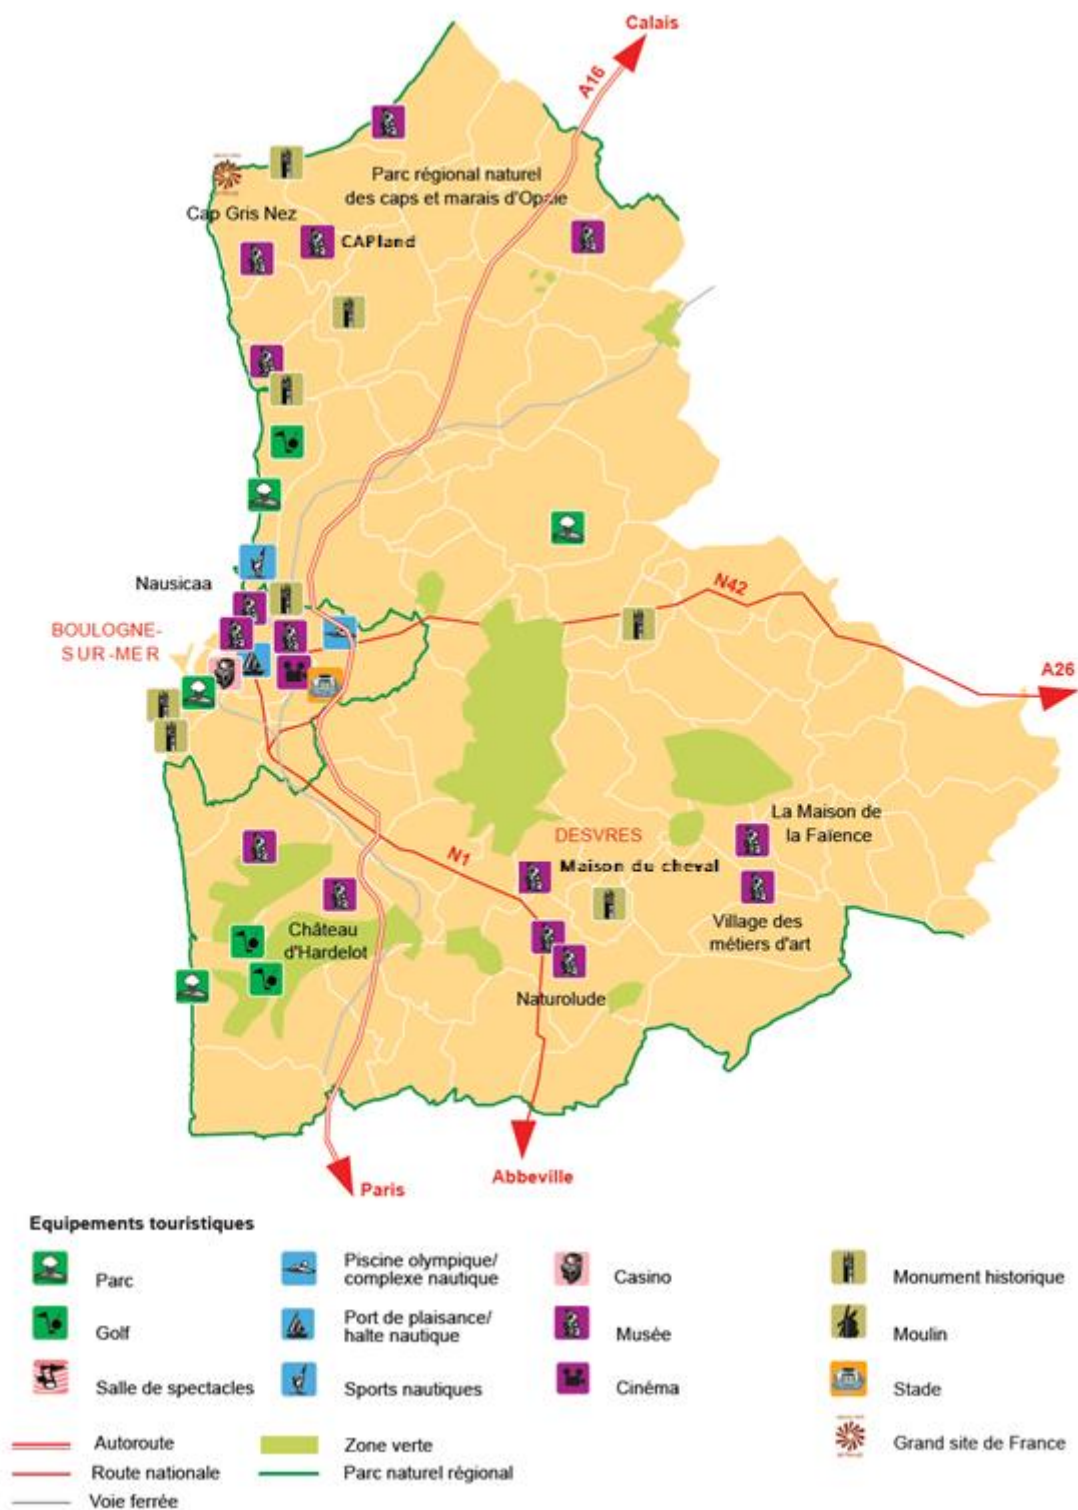 Calais
A16
Parc régional naturel
des caps et marais d'Opale
Cap Gris Nez
CAPland
Nausicaa
BOULOGNE-
SUR-MER
N42
A26
La Maison de
la Faïence
DESVRES
Maison du cheval
N1
Village des
métiers d'art
Château
d'Hardelot
Naturolude
Abbeville
Paris
Equipements touristiques
Parc
Piscine olympique/
complexe nautique
Casino
Monument historique
Golf
Port de plaisance/
halte nautique
Musée
Moulin
Salle de spectacles
Sports nautiques
Cinéma
Stade
Autoroute
Zone verte
Grand site de France
Route nationale
Parc naturel régional
Voie ferrée